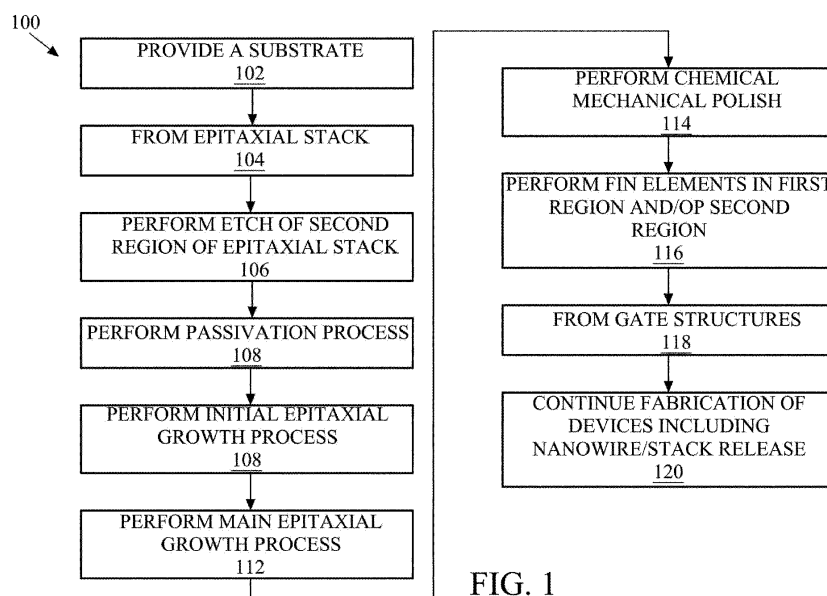 100
PROVIDE A SUBSTRATE
102
FROM EPITAXIAL STACK
104
PERFORM ETCH OF SECOND
REGION OF EPITAXIAL STACK
106
PERFORM PASSIVATION PROCESS
108
PERFORM INITIAL EPITAXIAL
GROWTH PROCESS
108
PERFORM MAIN EPITAXIAL
GROWTH PROCESS
112
PERFORM CHEMICAL
MECHANICAL POLISH
114
PERFORM FIN ELEMENTS IN FIRST
REGION AND/OP SECOND
REGION
116
FROM GATE STRUCTURES
118
CONTINUE FABRICATION OF
DEVICES INCLUDING
NANOWIRE/STACK RELEASE
120
FIG. 1